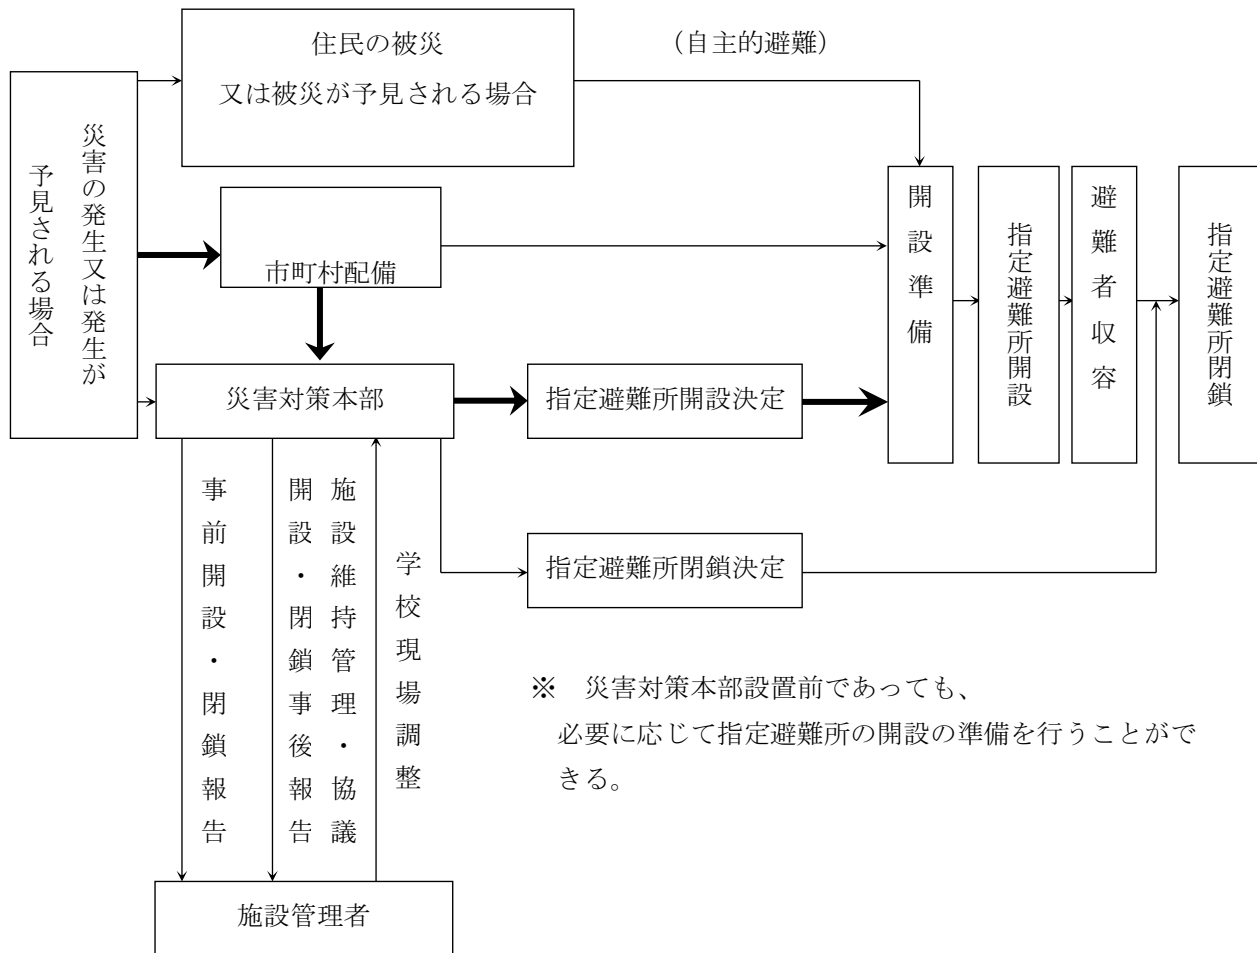 住民の被災
又は被災が予見される場合
（自主的避難）
災害の発生又は発生が
予見される場合
市町村配備
災害対策本部
指定避難所開設決定
開設準備
指定避難所開設
避難者収容
指定避難所閉鎖
指定避難所閉鎖決定
事前開設・閉鎖報告
施設維持管理・協議
開設・閉鎖事後報告
学校現場調整
※　災害対策本部設置前であっても、
必要に応じて指定避難所の開設の準備を行うことがで
きる。
施設管理者